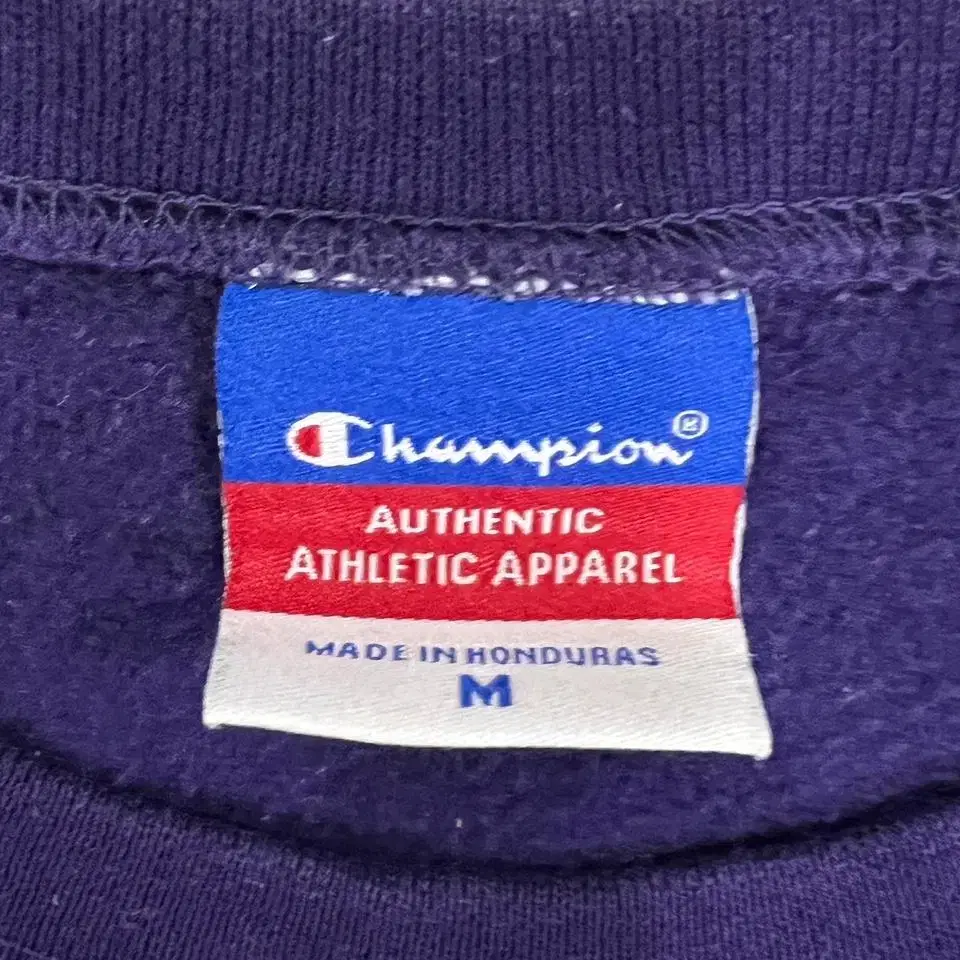 Champion®
AUTHENTIC
ATHLETIC APPAREL
MADE IN HONDURAS
M